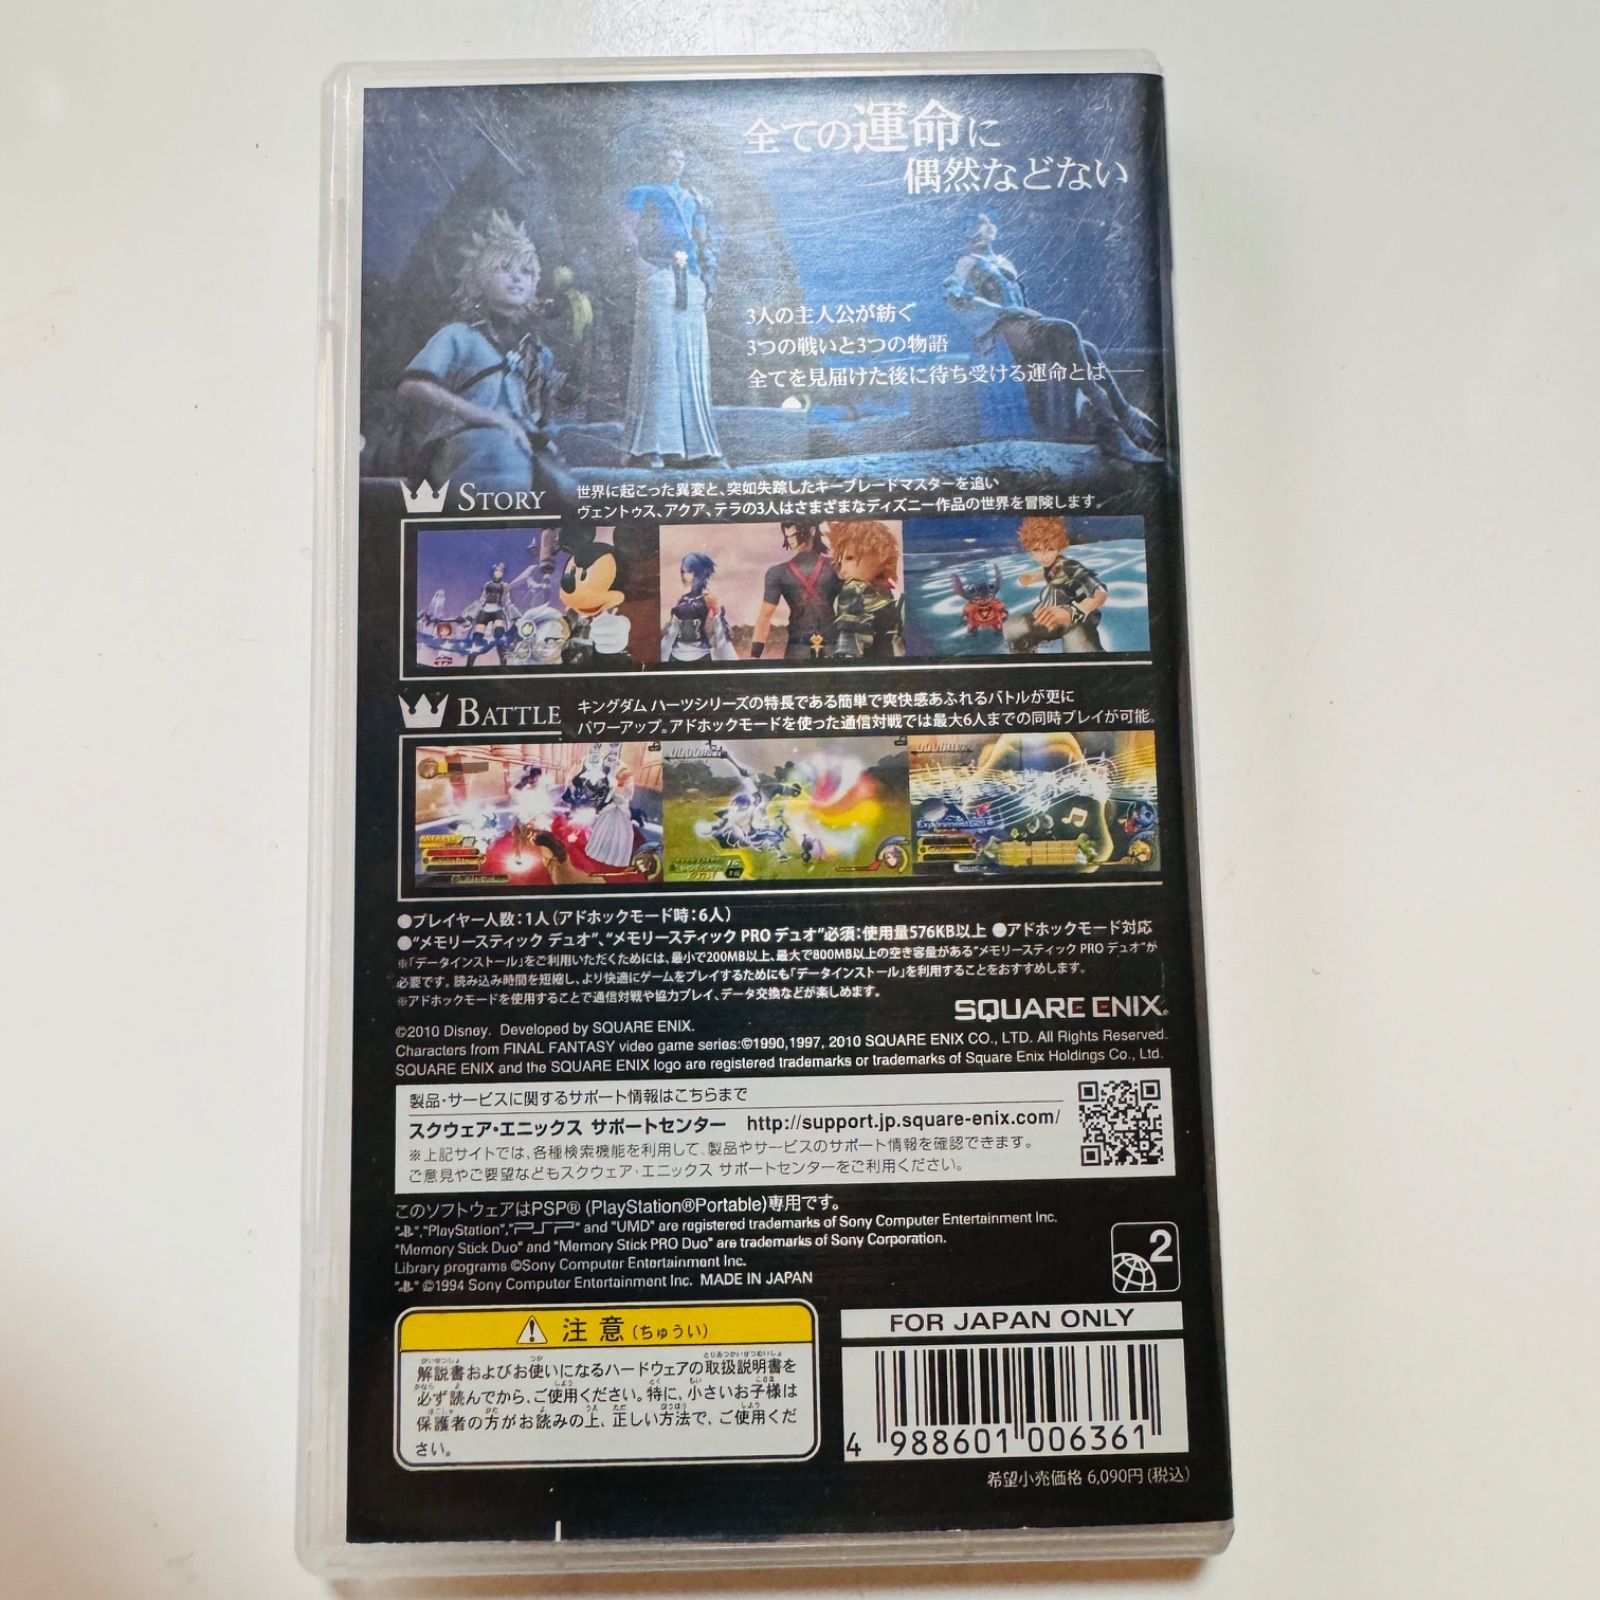 全ての運命に
偶然などない
3人の主人公が紡ぐ
3つの戦いと3つの物語
全てを見届けた後に待ち受ける運命とは――
STORY
世界に起こった異変と、突如失踪したキーブレードマスターを追い
ヴェントゥス、アクア、テラの3人はさまざまなディズニー作品の世界を冒険します。
BATTLE
キングダム ハーツシリーズの特長である簡単で爽快感あふれるバトルが更に
パワーアップ。アドホックモードを使った通信対戦では最大6人までの同時プレイが可能。
●プレイヤー人数:1人(アドホックモード時:6人)
●"メモリースティック デュオ"、"メモリースティック PRO デュオ"必須:使用量576KB以上 ●アドホックモード対応
※「データインストール」をご利用いただくためには、最小で200MB以上、最大で800MB以上の空き容量がある"メモリースティック PRO デュオ"が
必要です。読み込み時間を短縮し、より快適にゲームをプレイするためにも「データインストール」を利用することをおすすめします。
※アドホックモードを使用することで通信対戦や協力プレイ、データ交換などが楽しめます。
SQUARE ENIX.
©2010 Disney. Developed by SQUARE ENIX.
Characters from FINAL FANTASY video game series:©1990,1997, 2010 SQUARE ENIX CO., LTD. All Rights Reserved.
SQUARE ENIX and the SQUARE ENIX logo are registered trademarks or trademarks of Square Enix Holdings Co., Ltd.
製品・サービスに関するサポート情報はこちらまで
スクウェア・エニックス サポートセンター http://support.jp.square-enix.com/
※上記サイトでは、各種検索機能を利用して、製品やサービスのサポート情報を確認できます。
ご意見やご要望などもスクウェア・エニックス サポートセンターをご利用ください。
このソフトウェアはPSP® (PlayStation®Portable)専用です。
"","PlayStation","PSP" and "UMD" are registered trademarks of Sony Computer Entertainment Inc.
"Memory Stick Duo" and "Memory Stick PRO Duo" are trademarks of Sony Corporation.
Library programs ©Sony Computer Entertainment Inc.
"" ©1994 Sony Computer Entertainment Inc. MADE IN JAPAN
2
注意(ちゅうい)
解説書およびお使いになるハードウェアの取扱説明書を
必ず読んでから、ご使用ください。特に、小さいお子様は
保護者の方がお読みの上、正しい方法で、ご使用くだ
さい。
FOR JAPAN ONLY
4 988601 006361
希望小売価格 6,090円(税込)